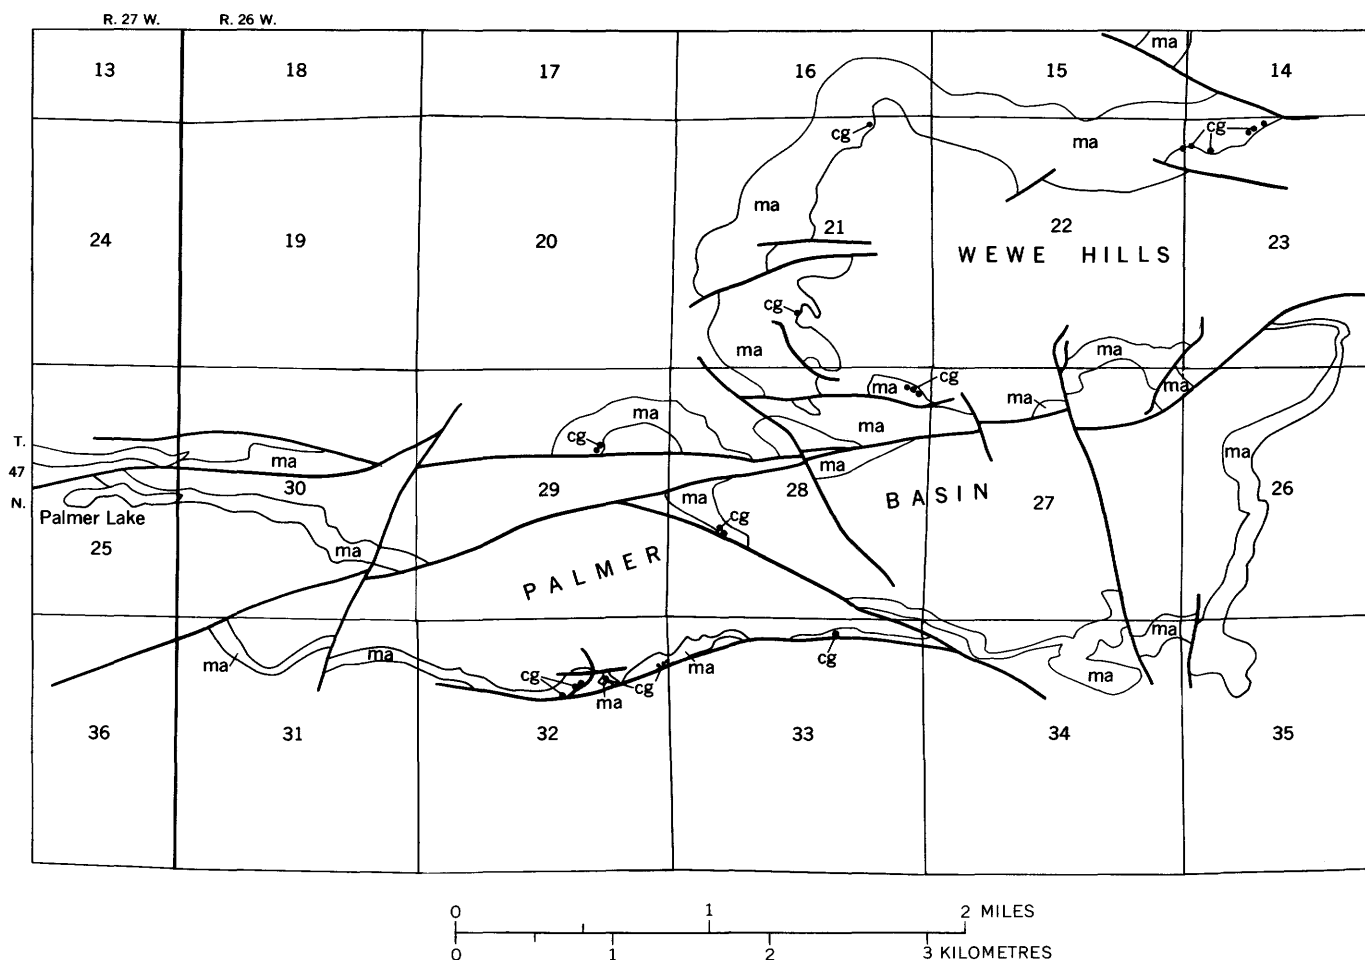 R. 27 W. R. 26 W.
ma
13 18 17 16 15 14
cg cg
ma
ma
24 19 20 21 22 23
WEWE HILLS
cg
ma ma
ma cg ma
ma
ma
T. cg ma
47 ma ma
N. 30 29 ma 28 BASIN 27 ma 26
Palmer Lake cg
25 ma PALMER
ma
ma ma cg ma cg
cg ma
ma
36 31 32 33 34 35
0 1 2 MILES
0 1 2 3 KILOMETRES